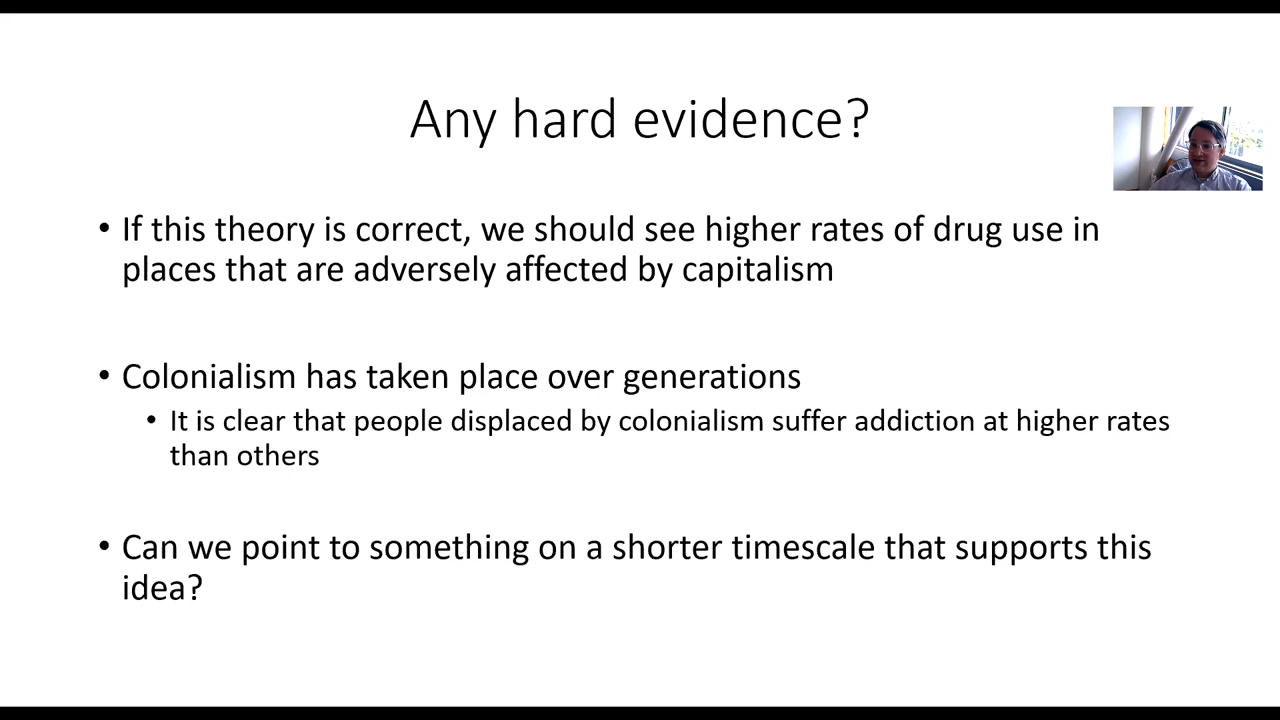 Any hard evidence?
• If this theory is correct, we should see higher rates of drug use in
places that are adversely affected by capitalism
• Colonialism has taken place over generations
• It is clear that people displaced by colonialism suffer addiction at higher rates
than others
• Can we point to something on a shorter timescale that supports this
idea?